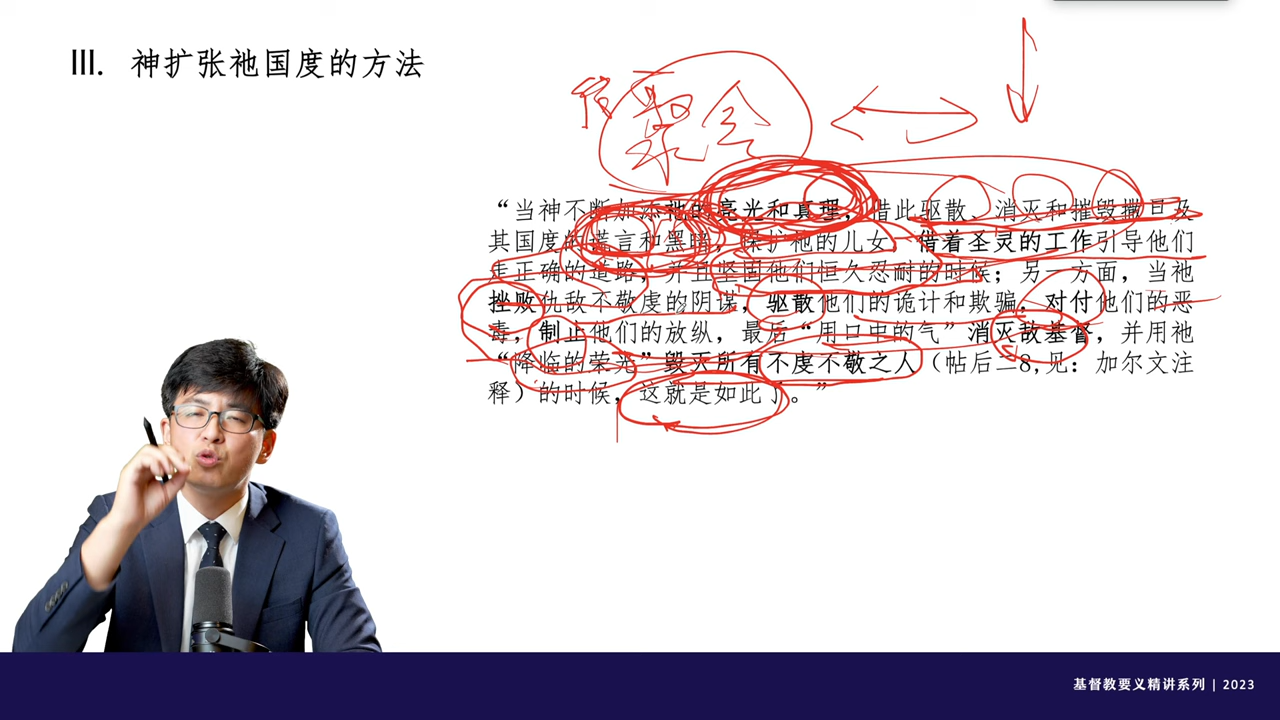 III. 神扩张祂国度的方法
聚会
“当神不断加添祂的亮光和真理，借此驱散、消灭和摧毁撒旦及
其国度的谎言和黑暗，保护祂的儿女，借着圣灵的工作引导他们
走正确的道路，并且坚固他们恒久忍耐的时候；另一方面，当祂
挫败仇敌不敬虔的阴谋，驱散他们的诡计和欺骗，对付他们的恶
毒，制止他们的放纵，最后“用口中的气”消灭敌基督，并用祂
“降临的荣光”毁灭所有不虔不敬之人（帖后二8,见：加尔文注
释）的时候，这就是如此了。”
基督教要义精讲系列 | 2023